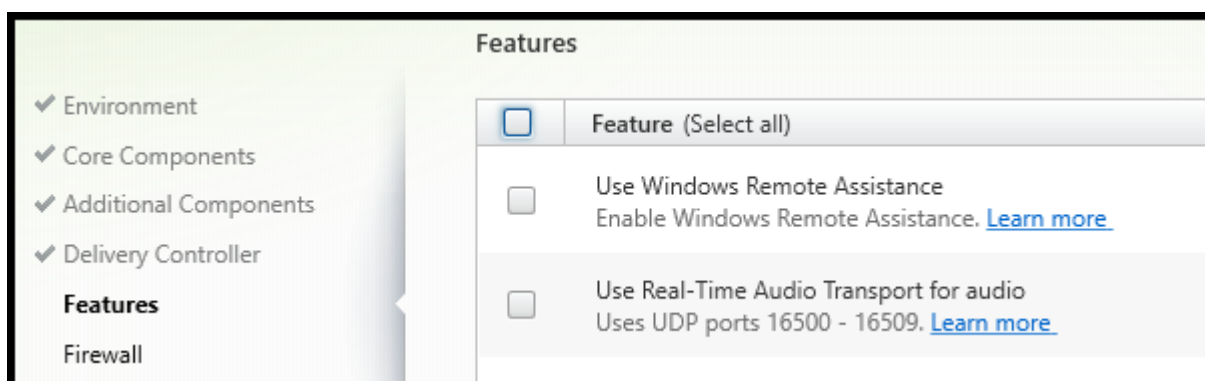 Features
Environment
Core Components
Additional Components
Delivery Controller
Features
Firewall
Feature (Select all)
Use Windows Remote Assistance
Enable Windows Remote Assistance. Learn more
Use Real-Time Audio Transport for audio
Uses UDP ports 16500 - 16509. Learn more